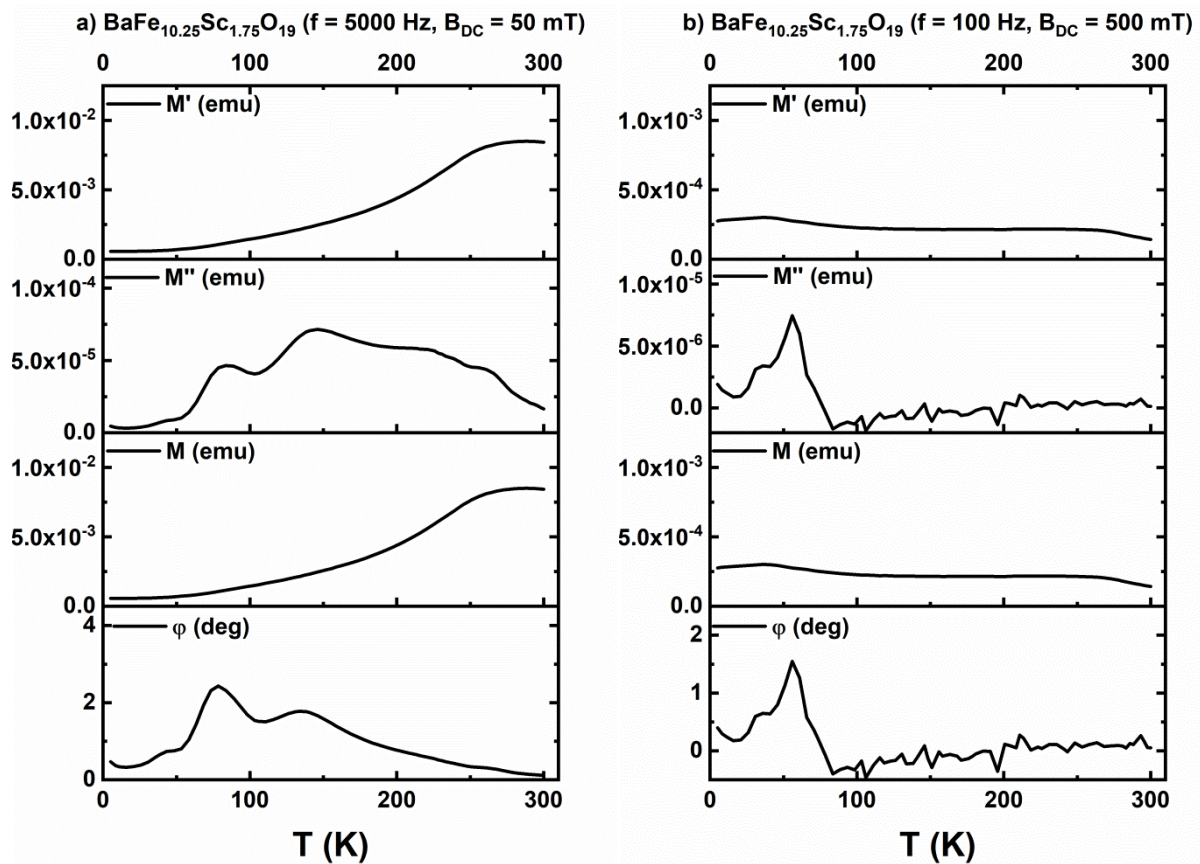 a) BaFe10.25Sc1.75O19 (f = 5000 Hz, BDC = 50 mT)
0 100 200 300
M' (emu)
1.0x10-2
5.0x10-3
0.0
M'' (emu)
1.0x10-4
5.0x10-5
0.0
M (emu)
1.0x10-2
5.0x10-3
0.0
φ (deg)
4
2
0
0 100 200 300
T (K)
b) BaFe10.25Sc1.75O19 (f = 100 Hz, BDC = 500 mT)
0 100 200 300
M' (emu)
1.0x10-3
5.0x10-4
0.0
M'' (emu)
1.0x10-5
5.0x10-6
0.0
M (emu)
1.0x10-3
5.0x10-4
0.0
φ (deg)
2
1
0
0 100 200 300
T (K)